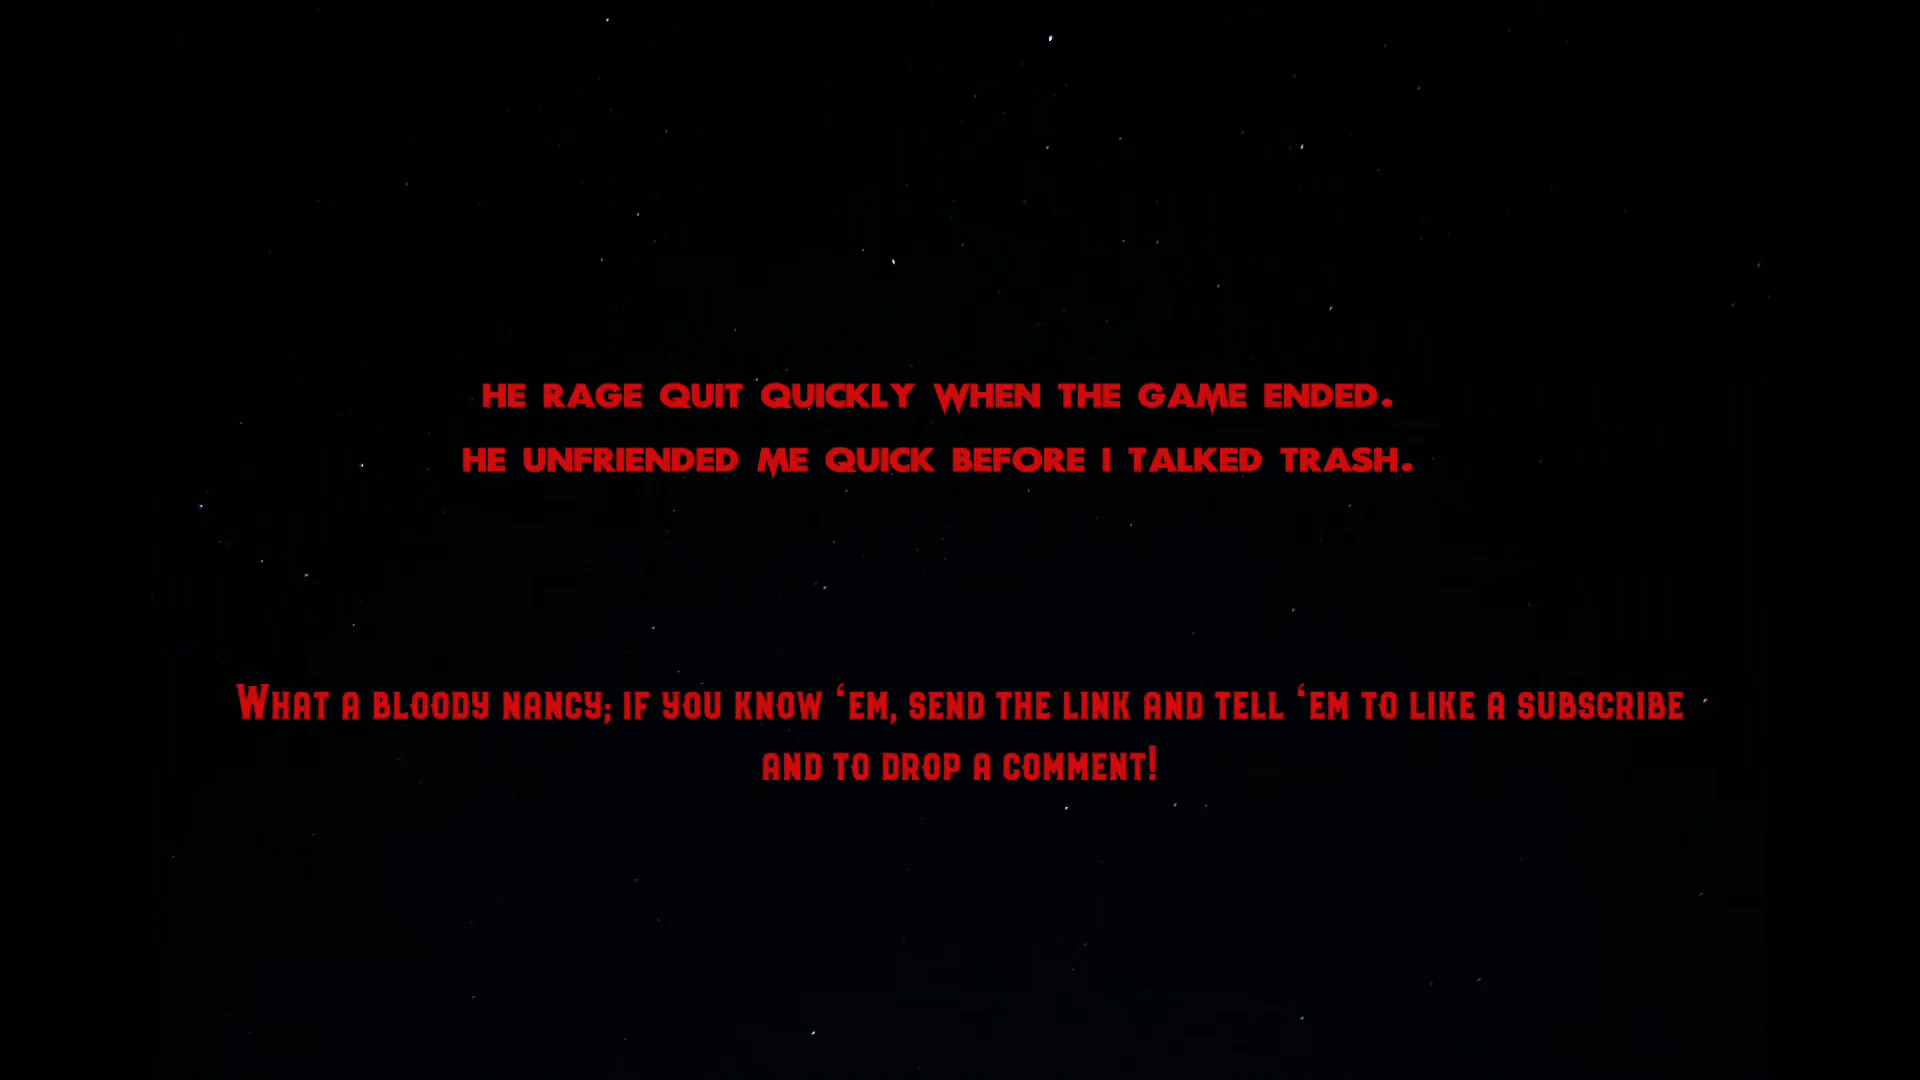 HE RAGE QUIT QUICKLY WHEN THE GAME ENDED.
HE UNFRIENDED ME QUICK BEFORE I TALKED TRASH.
What a bloody nancy; if you know ‘em, send the link and tell ‘em to like a subscribe
and to drop a comment!